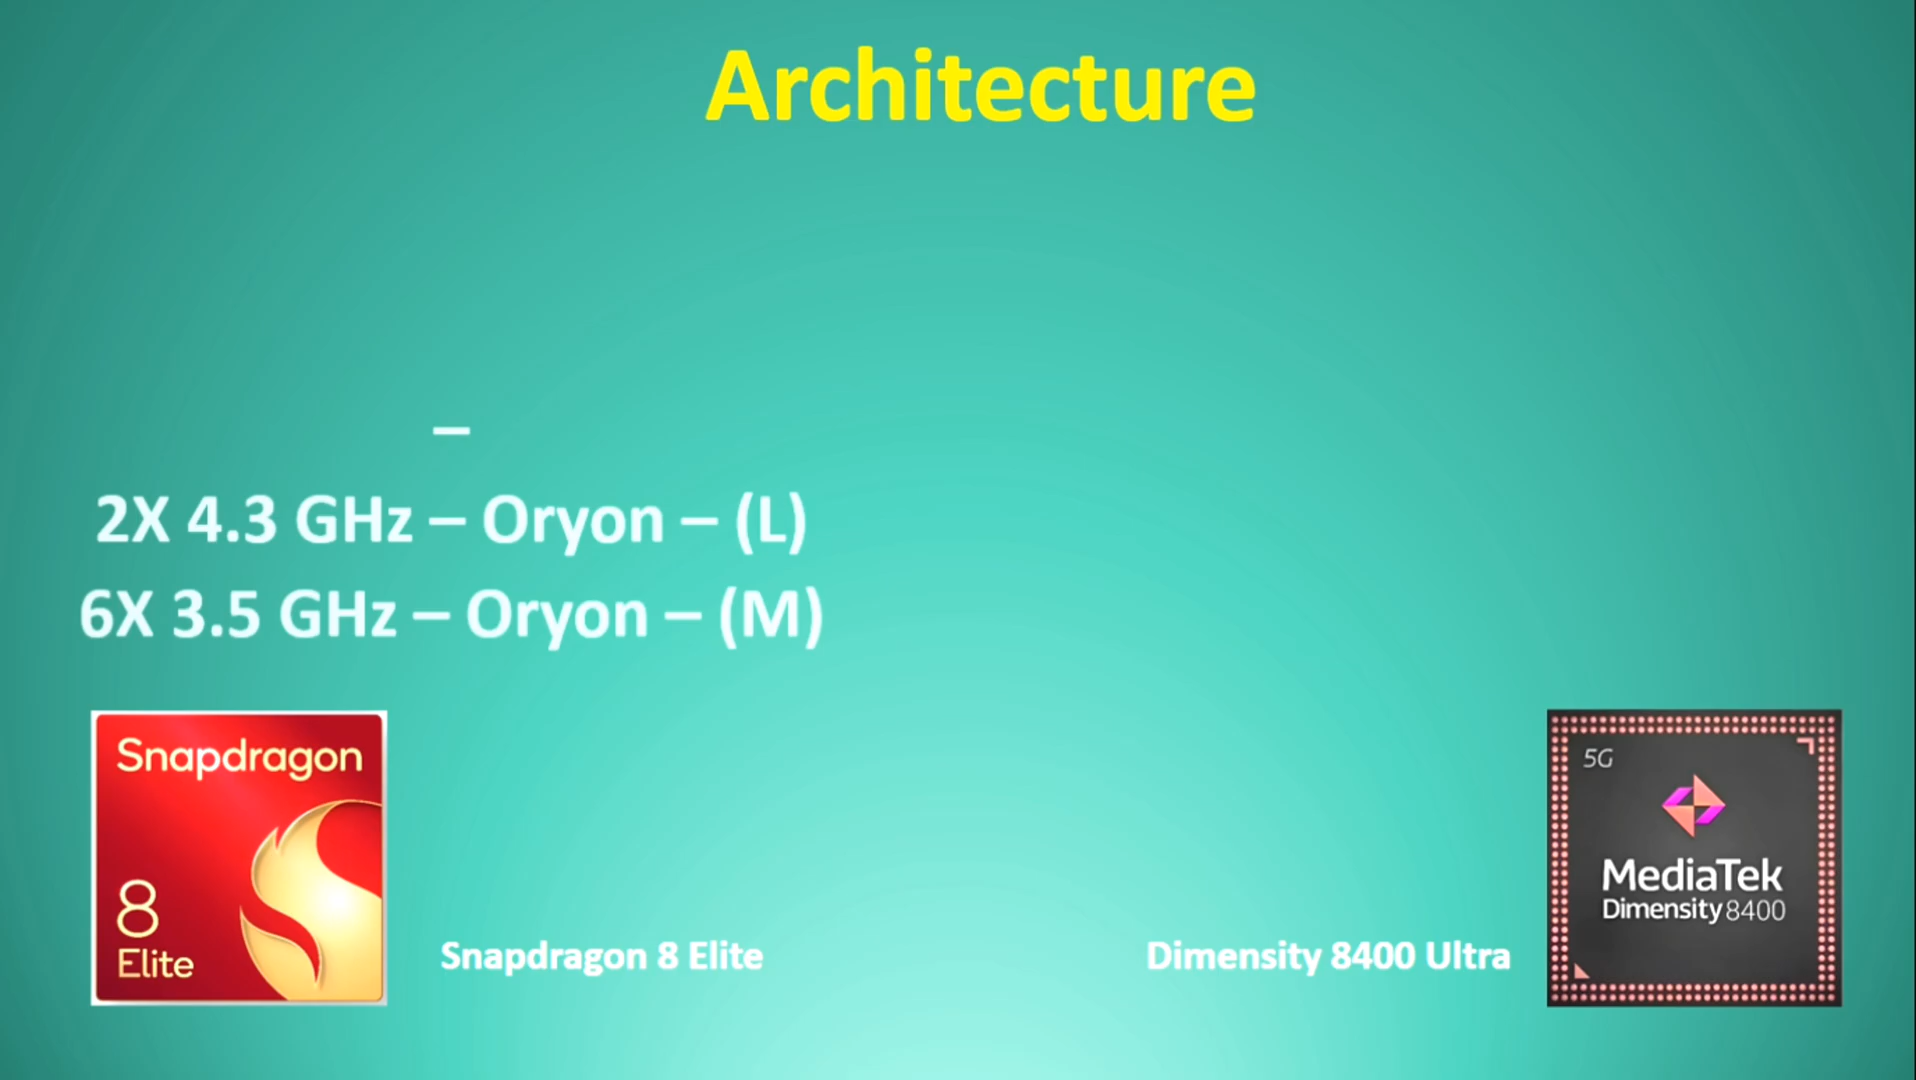 Architecture
–
2X 4.3 GHz – Oryon – (L)
6X 3.5 GHz – Oryon – (M)
Snapdragon
8
Elite
Snapdragon 8 Elite
Dimensity 8400 Ultra
5G
MediaTek
Dimensity 8400